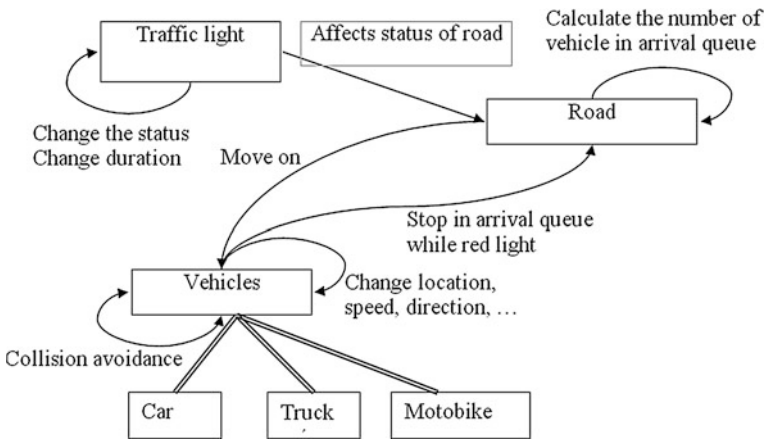 Traffic light
Affects status of road
Calculate the number of
vehicle in arrival queue
Road
Change the status
Change duration
Move on
Stop in arrival queue
while red light
Vehicles
Change location,
speed, direction, ...
Collision avoidance
Car
Truck
Motobike